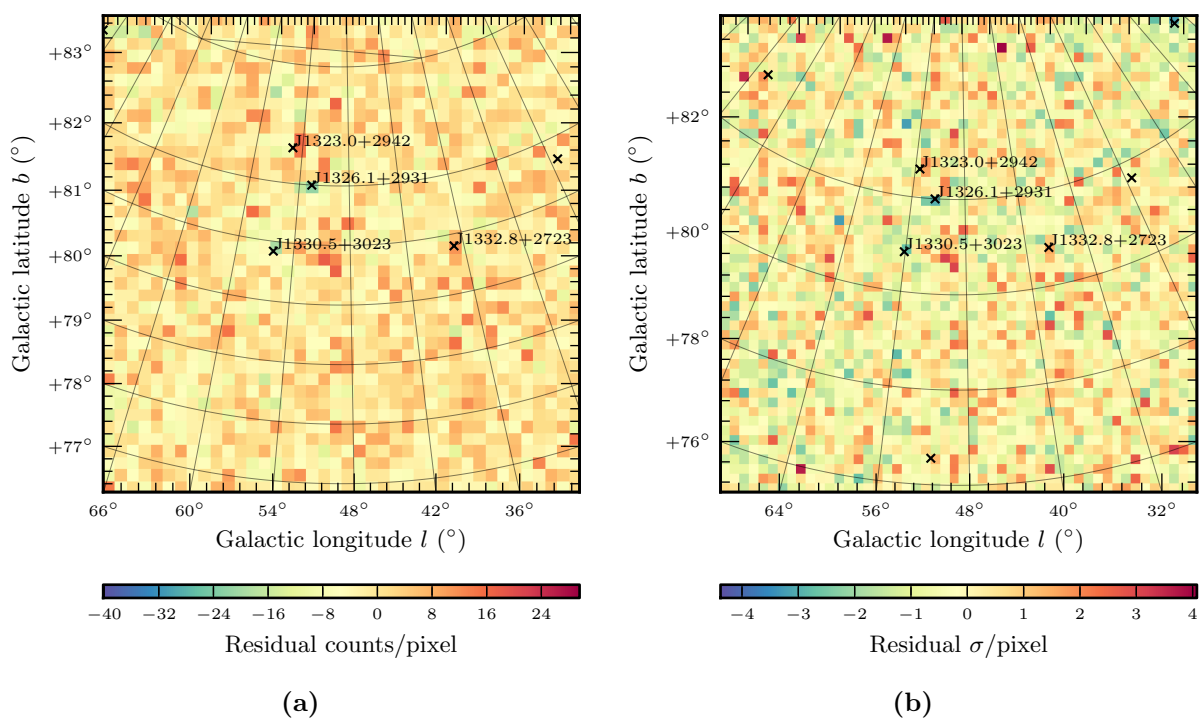 +83°
+82°
+81°
+80°
+79°
+78°
+77°
Galactic latitude b (°)
J1323.0+2942
J1326.1+2931
J1330.5+3023
J1332.8+2723
66° 60° 54° 48° 42° 36°
Galactic longitude l (°)
−40 −32 −24 −16 −8 0 8 16 24
Residual counts/pixel
(a)
+82°
+80°
+78°
+76°
Galactic latitude b (°)
J1323.0+2942
J1326.1+2931
J1330.5+3023
J1332.8+2723
64° 56° 48° 40° 32°
Galactic longitude l (°)
−4 −3 −2 −1 0 1 2 3 4
Residual σ/pixel
(b)